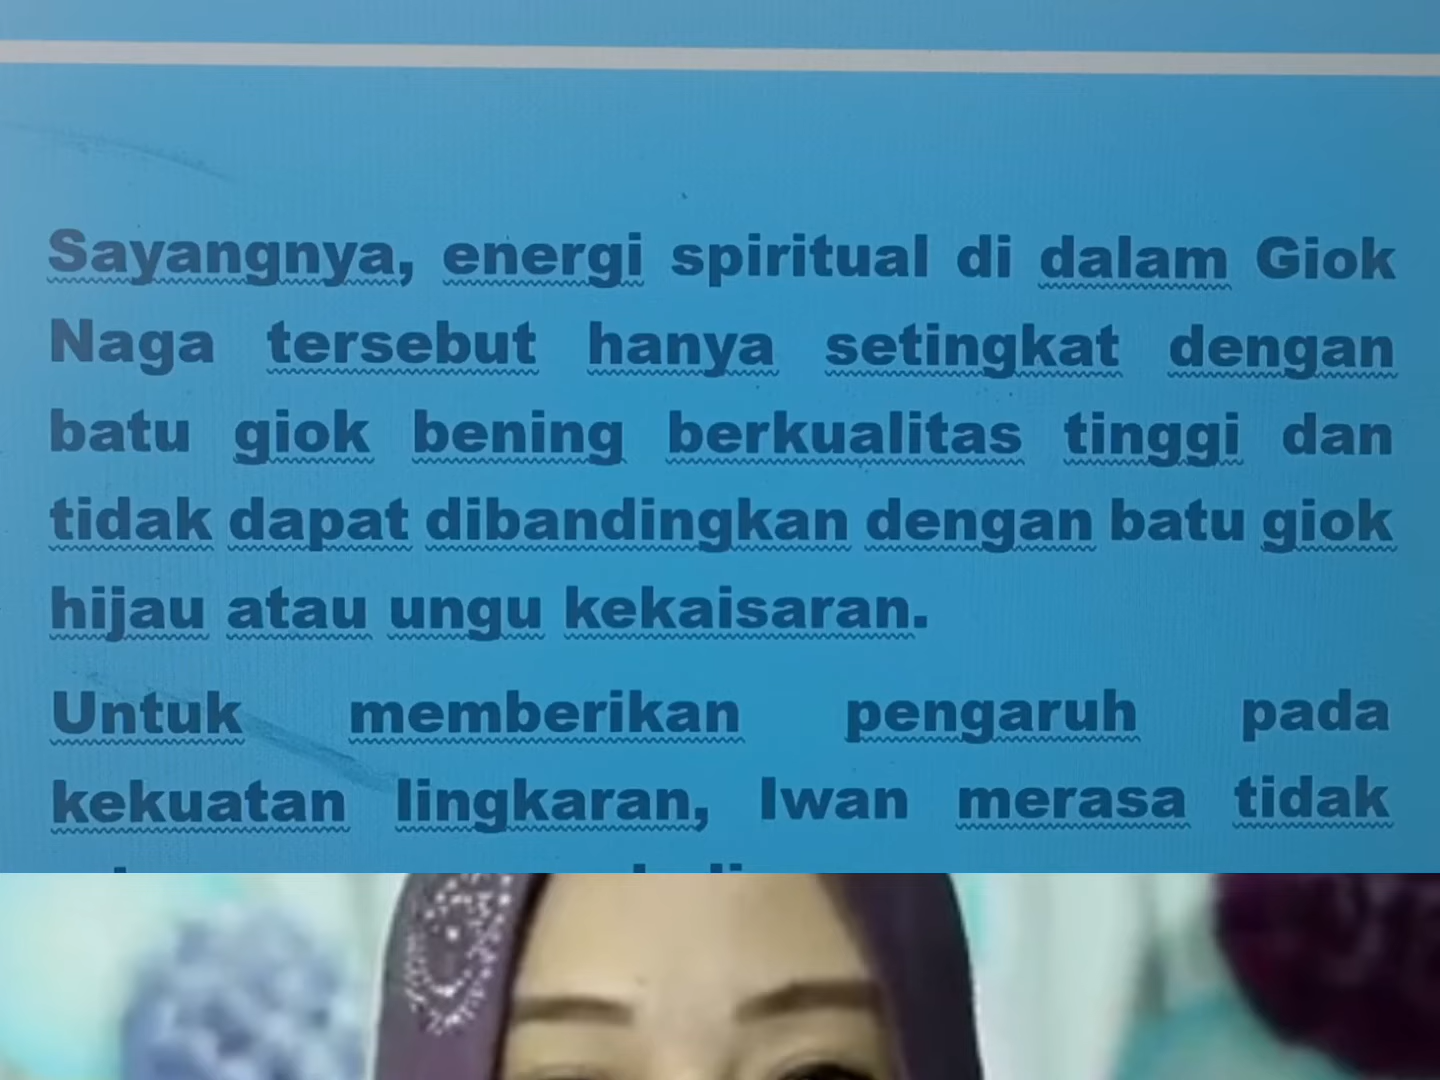 Sayangnya, energi spiritual di dalam Giok
Naga tersebut hanya setingkat dengan
batu giok bening berkualitas tinggi dan
tidak dapat dibandingkan dengan batu giok
hijau atau ungu kekaisaran.
Untuk memberikan pengaruh pada
kekuatan lingkaran, Iwan merasa tidak